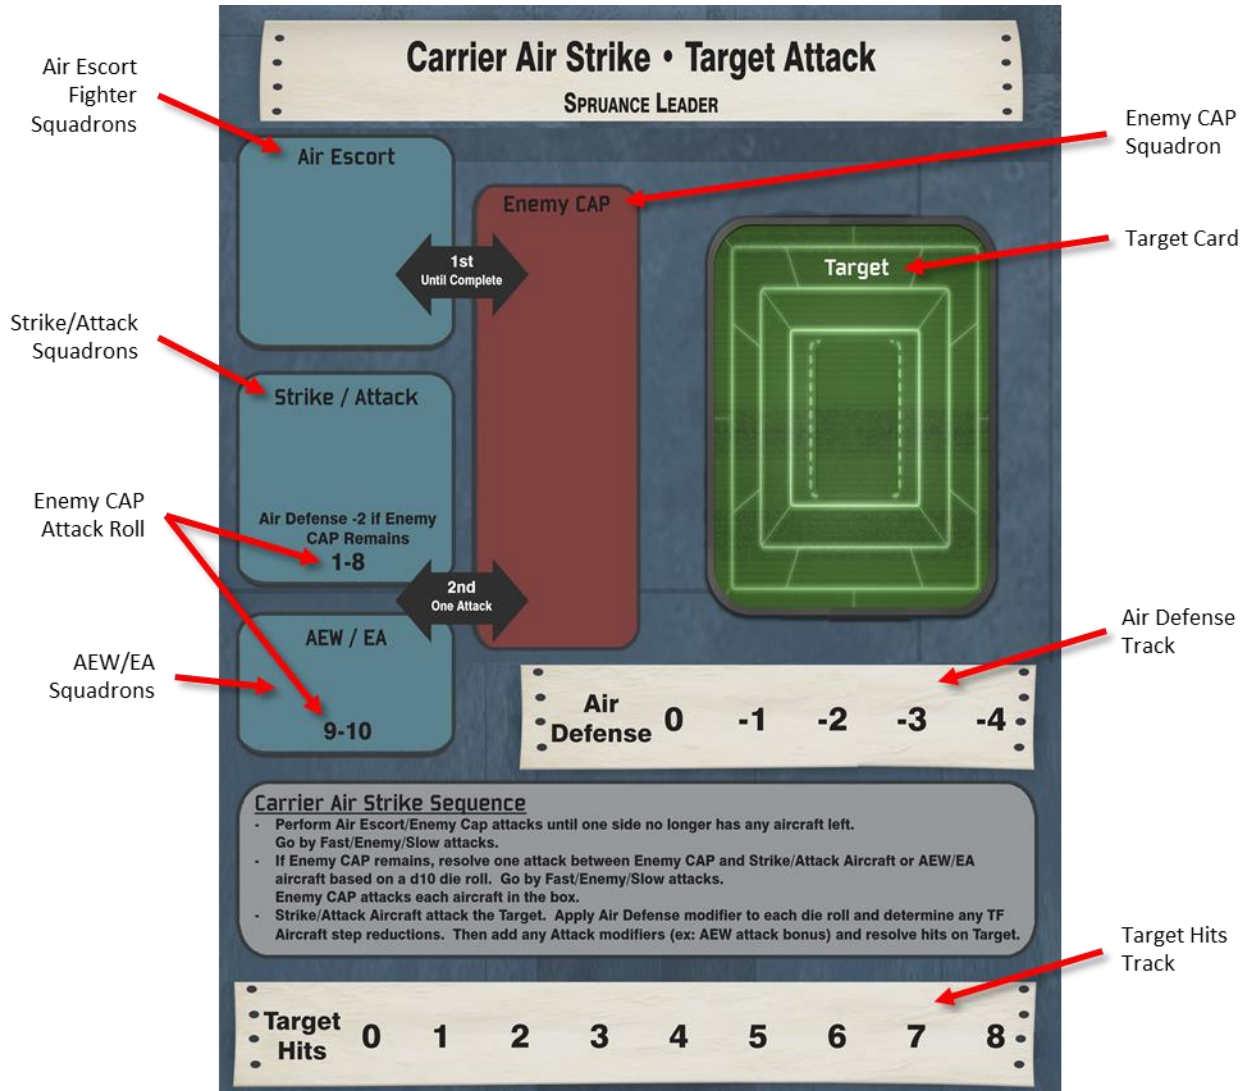 Carrier Air Strike • Target Attack
SPRUANCE LEADER
Air Escort
Fighter
Squadrons
Air Escort
Enemy CAP
Squadron
Enemy CAP
Target Card
Target
1st
Until Complete
Strike/Attack
Squadrons
Strike / Attack
Enemy CAP
Attack Roll
Air Defense -2 if Enemy
CAP Remains
1-8
2nd
One Attack
AEW/EA
Squadrons
AEW / EA
9-10
Air Defense
Track
Air
Defense 0 -1 -2 -3 -4
Carrier Air Strike Sequence
- Perform Air Escort/Enemy Cap attacks until one side no longer has any aircraft left.
Go by Fast/Enemy/Slow attacks.
- If Enemy CAP remains, resolve one attack between Enemy CAP and Strike/Attack Aircraft or AEW/EA
aircraft based on a d10 die roll. Go by Fast/Enemy/Slow attacks.
Enemy CAP attacks each aircraft in the box.
- Strike/Attack Aircraft attack the Target. Apply Air Defense modifier to each die roll and determine any TF
Aircraft step reductions. Then add any Attack modifiers (ex: AEW attack bonus) and resolve hits on Target.
Target Hits
Track
Target
Hits 0 1 2 3 4 5 6 7 8